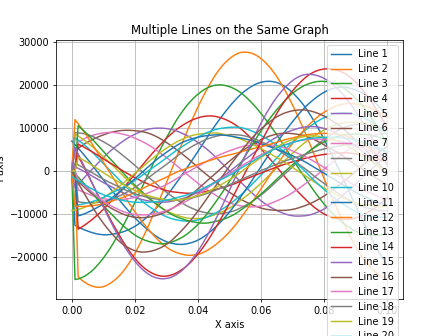 Multiple Lines on the Same Graph
30000
20000
10000
0
−10000
−20000
0.00
0.02
0.04
0.06
X axis
Line 1
Line 2
Line 3
Line 4
Line 5
Line 6
Line 7
Line 8
Line 9
Line 10
Line 11
Line 12
Line 13
Line 14
Line 15
Line 16
Line 17
Line 18
Line 19
Line 20